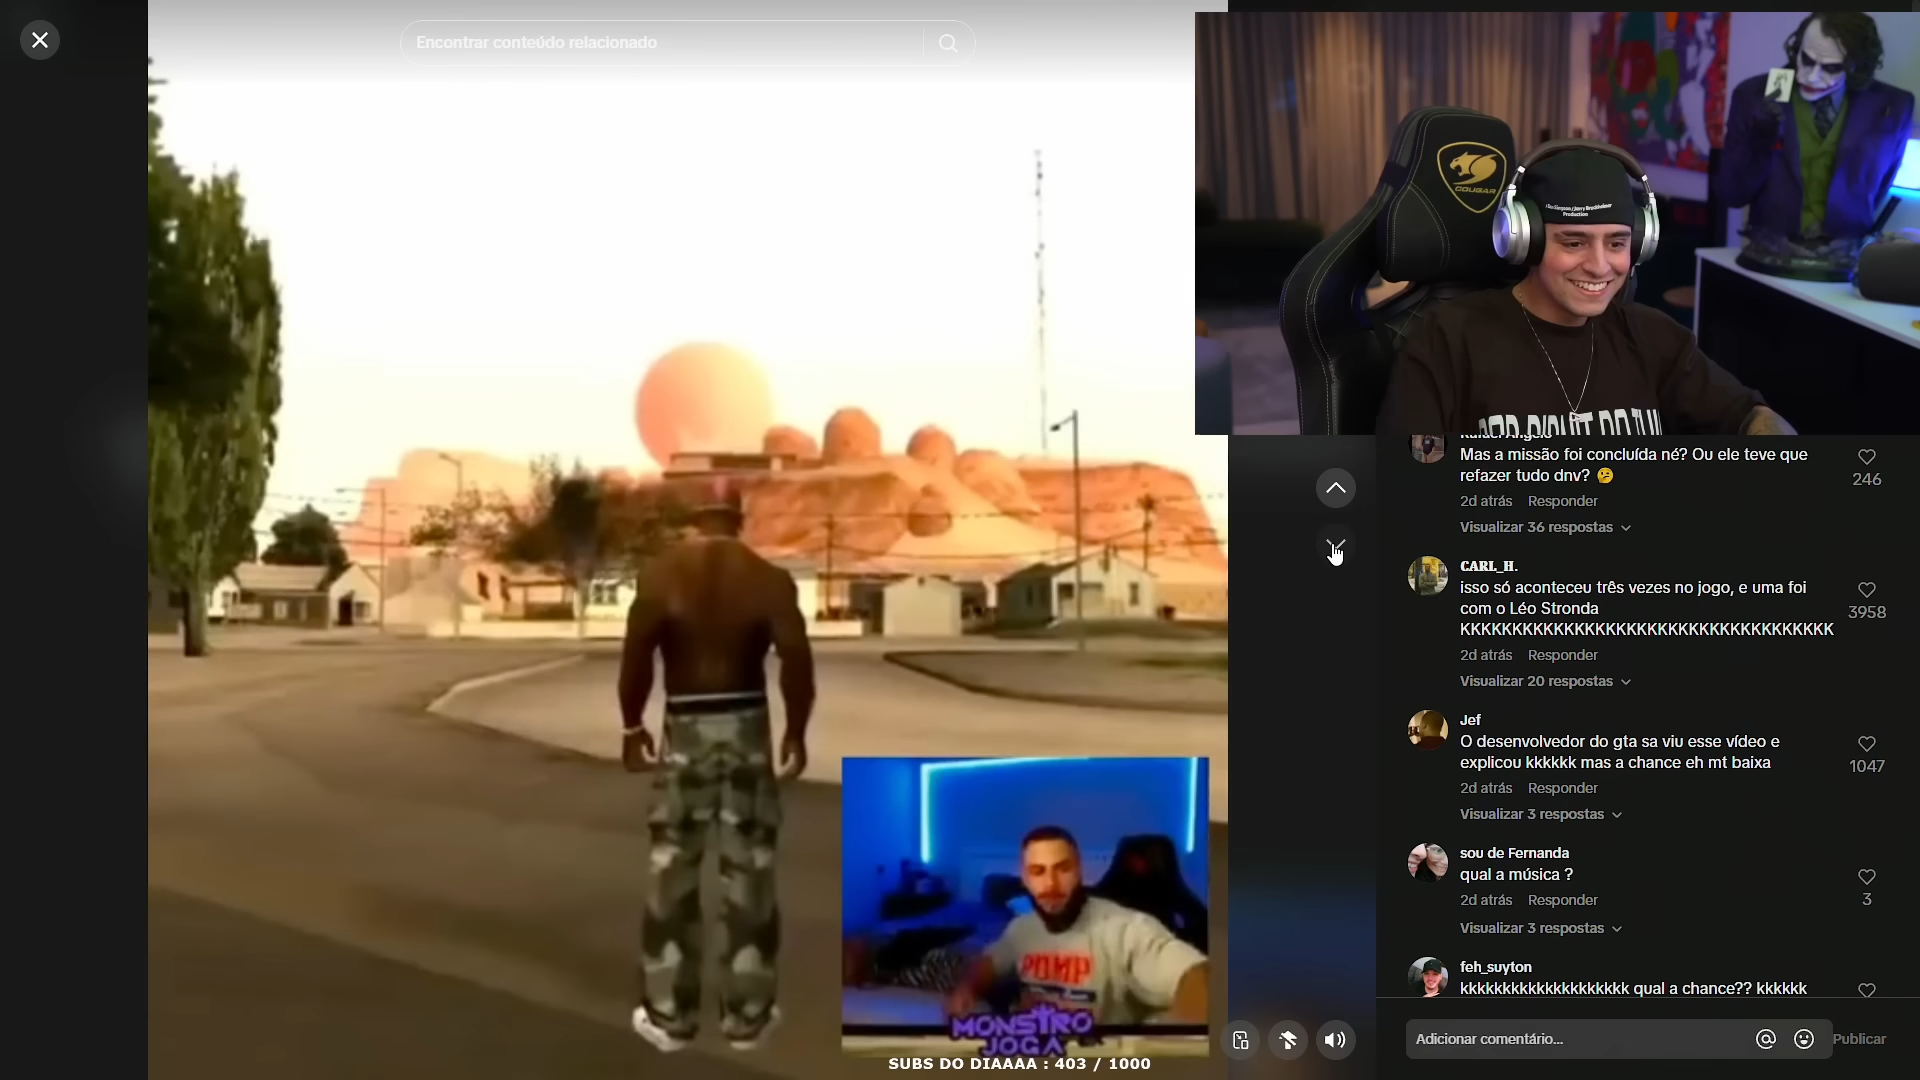 Encontrar conteúdo relacionado
COUGAR
Production
Mas a missão foi concluída né? Ou ele teve que
refazer tudo dnv? 🤔
246
2d atrás Responder
Visualizar 36 respostas
CARL_H.
isso só aconteceu três vezes no jogo, e uma foi
com o Léo Stronda
KKKKKKKKKKKKKKKKKKKKKKKKKKKKKKKKKKKK
3958
2d atrás Responder
Visualizar 20 respostas
Jef
O desenvolvedor do gta sa viu esse vídeo e
explicou kkkkkk mas a chance eh mt baixa
1047
2d atrás Responder
Visualizar 3 respostas
sou de Fernanda
qual a música ?
3
2d atrás Responder
Visualizar 3 respostas
feh_suyton
kkkkkkkkkkkkkkkkkkkk qual a chance?? kkkkkk
Adicionar comentário...
Publicar
MONSTRO
JOGA
SUBS DO DIAAAA : 403 / 1000